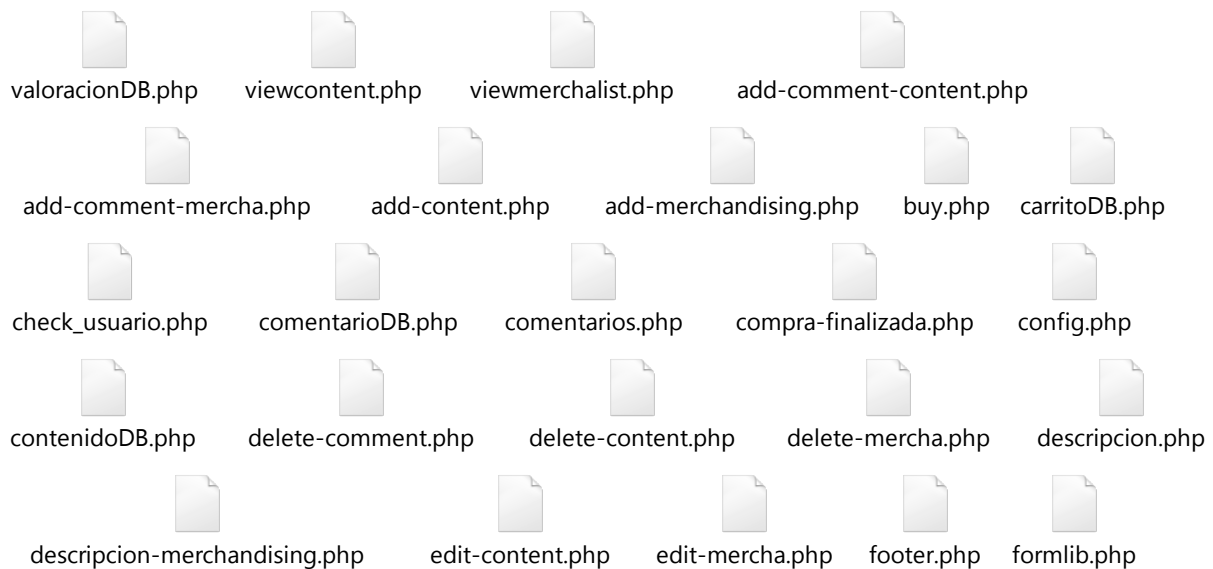 valoracionDB.php viewcontent.php viewmerchalist.php add-comment-content.php
add-comment-mercha.php add-content.php add-merchandising.php buy.php carritoDB.php
check_usuario.php comentarioDB.php comentarios.php compra-finalizada.php config.php
contenidoDB.php delete-comment.php delete-content.php delete-mercha.php descripcion.php
descripcion-merchandising.php edit-content.php edit-mercha.php footer.php formlib.php